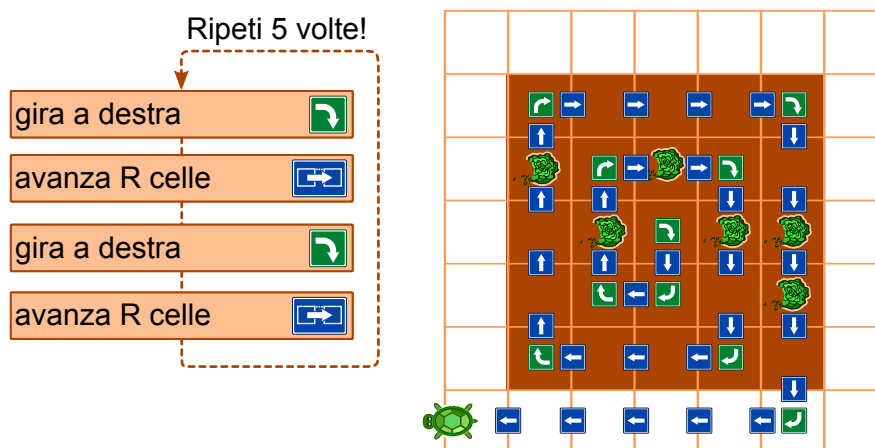 Ripeti 5 volte!
gira a destra
avanza R celle
gira a destra
avanza R celle